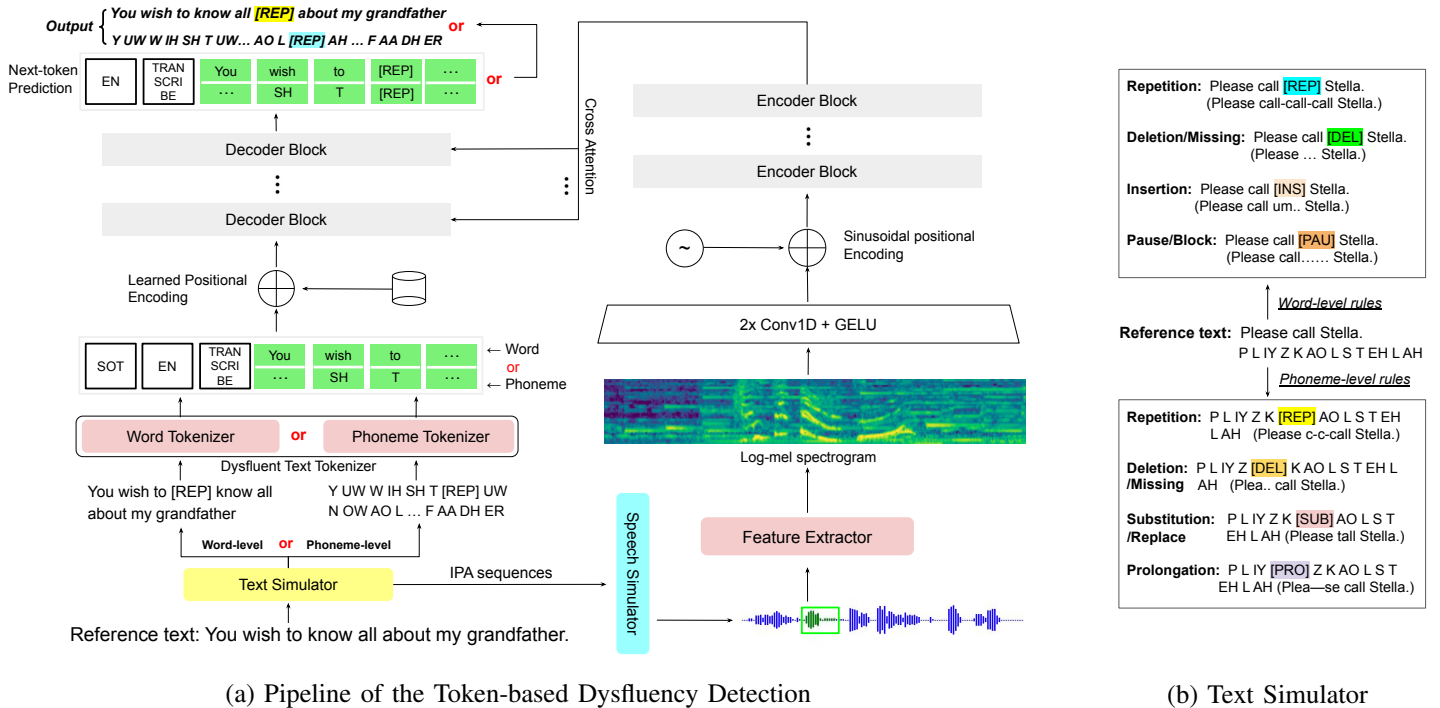 Output
You wish to know all [REP] about my grandfather
or
Y UW W IH SH T UW... AO L [REP] AH ... F AA DH ER
Next-token
Prediction
EN
TRAN
SCRI
BE
You wish to [REP] ...
... SH T [REP] ...
or
Decoder Block
Decoder Block
Cross Attention
Learned Positional
Encoding
SOT
EN
TRAN
SCRI
BE
You wish to ...
... SH T ...
← Word
or
← Phoneme
Word Tokenizer
or
Phoneme Tokenizer
Dysfluent Text Tokenizer
You wish to [REP] know all
about my grandfather
Y UW W IH SH T [REP] UW
N OW AO L ... F AA DH ER
Word-level or Phoneme-level
Text Simulator
IPA sequences
Reference text: You wish to know all about my grandfather.
Encoder Block
Encoder Block
~
Sinusoidal positional
Encoding
2x Conv1D + GELU
Log-mel spectrogram
Feature Extractor
Speech Simulator
(a) Pipeline of the Token-based Dysfluency Detection
Repetition: Please call [REP] Stella.
(Please call-call-call Stella.)
Deletion/Missing: Please call [DEL] Stella.
(Please ... Stella.)
Insertion: Please call [INS] Stella.
(Please call um.. Stella.)
Pause/Block: Please call [PAU] Stella.
(Please call...... Stella.)
Word-level rules
Reference text: Please call Stella.
P L IY Z K AO L S T EH L AH
Phoneme-level rules
Repetition: P L IY Z K [REP] AO L S T EH
L AH (Please c-c-call Stella.)
Deletion P L IY Z [DEL] K AO L S T EH L
/Missing AH (Plea.. call Stella.)
Substitution: P L IY Z K [SUB] AO L S T
/Replace EH L AH (Please tall Stella.)
Prolongation: P L IY [PRO] Z K AO L S T
EH L AH (Plea—se call Stella.)
(b) Text Simulator